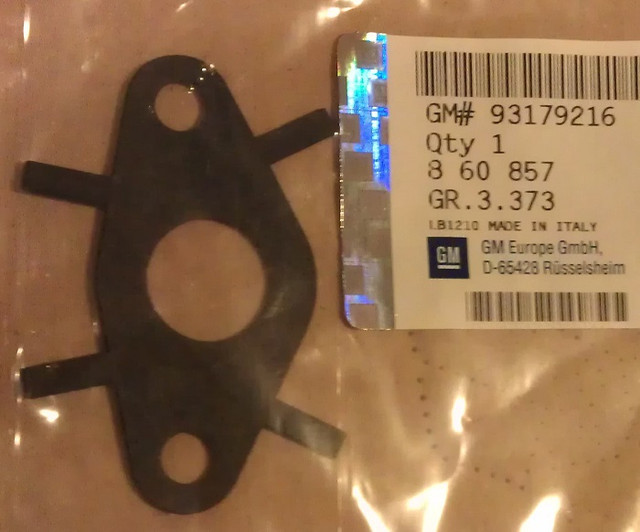 GM# 93179216
Qty 1
8 60 857
GR.3.373
LB1210 MADE IN ITALY
GM
GM Europe GmbH,
D-65428 Rüsselsheim